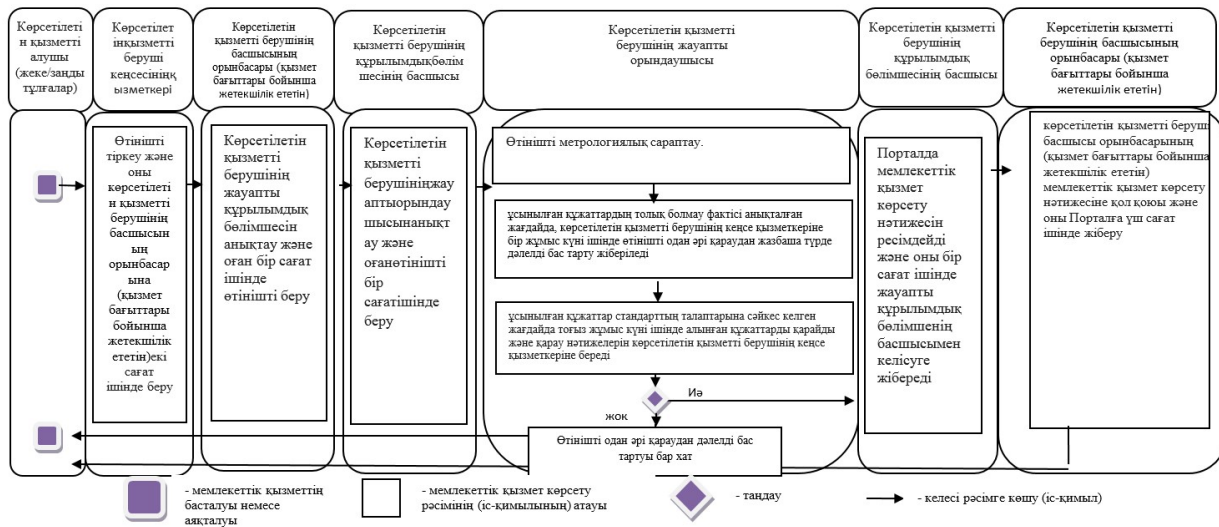 Көрсетілеті
н қызметті
алушы
(жеке/заңды
тұлғалар)
Көрсетілет
інқызметті
беруші
кеңсесініңқ
ызметкері
Көрсетілетін қызметті
берушінің
басшысының
орынбасары (қызмет
бағыттары бойынша
жетекшілік ететін)
Көрсетілетін
қызметті берушінің
құрылымдықбөлім
шесінің басшысы
Көрсетілетін қызметті
берушінің жауапты
орындаушысы
Көрсетілетін қызметті
берушінің
құрылымдық
бөлімшесінің басшысы
Көрсетілетін қызметті
берушінің басшысының
орынбасары (қызмет
бағыттары бойынша
жетекшілік ететін)
Өтінішті
тіркеу және
оны
көрсетілеті
н қызметті
берушінің
басшысын
ың
орынбасар
ына
(қызмет
бағыттары
бойынша
жетекшілік
ететін)екі
сағат
ішінде беру
Көрсетілетін
қызметті
берушінің
жауапты
құрылымдық
бөлімшесін
анықтау және
оған бір сағат
ішінде
өтінішті беру
Көрсетілетін
қызметті
берушініңжау
аптыорындау
шысынанықт
ау және
оғанөтінішті
бір
сағатішінде
беру
Өтінішті метрологиялық сараптау.
ұсынылған құжаттардың толық болмау фактісі анықталған
жағдайда, көрсетілетін қызметті берушінің кеңсе қызметкеріне
бір жұмыс күні ішінде өтінішті одан әрі қараудан жазбаша түрде
дәлелді бас тарту жіберіледі
ұсынылған құжаттар стандарттың талаптарына сәйкес келген
жағдайда тоғыз жұмыс күні ішінде алынған құжаттарды қарайды
және қарау нәтижелерін көрсетілетін қызметті берушінің кеңсе
қызметкеріне береді
Иә
жок
Өтінішті одан әрі қараудан дәлелді бас
тартуы бар хат
Порталда
мемлекеттік
қызмет
көрсету
нәтижесін
ресімдейді
және оны бір
сағат ішінде
жауапты
құрылымдық
бөлімшенің
басшысымен
келісуге
жібереді
көрсетілетін қызметті беруші
басшысы орынбасарының
(қызмет бағыттары бойынша
жетекшілік ететін)
мемлекеттік қызмет көрсету
нәтижесіне қол қоюы және
оны Порталға үш сағат
ішінде жіберу
- мемлекеттік қызметтің
басталуы немесе
аяқталуы
- мемлекеттік қызмет көрсету
рәсімінің (іс-қимылының) атауы
- таңдау
- келесі рәсімге көшу (іс-қимыл)